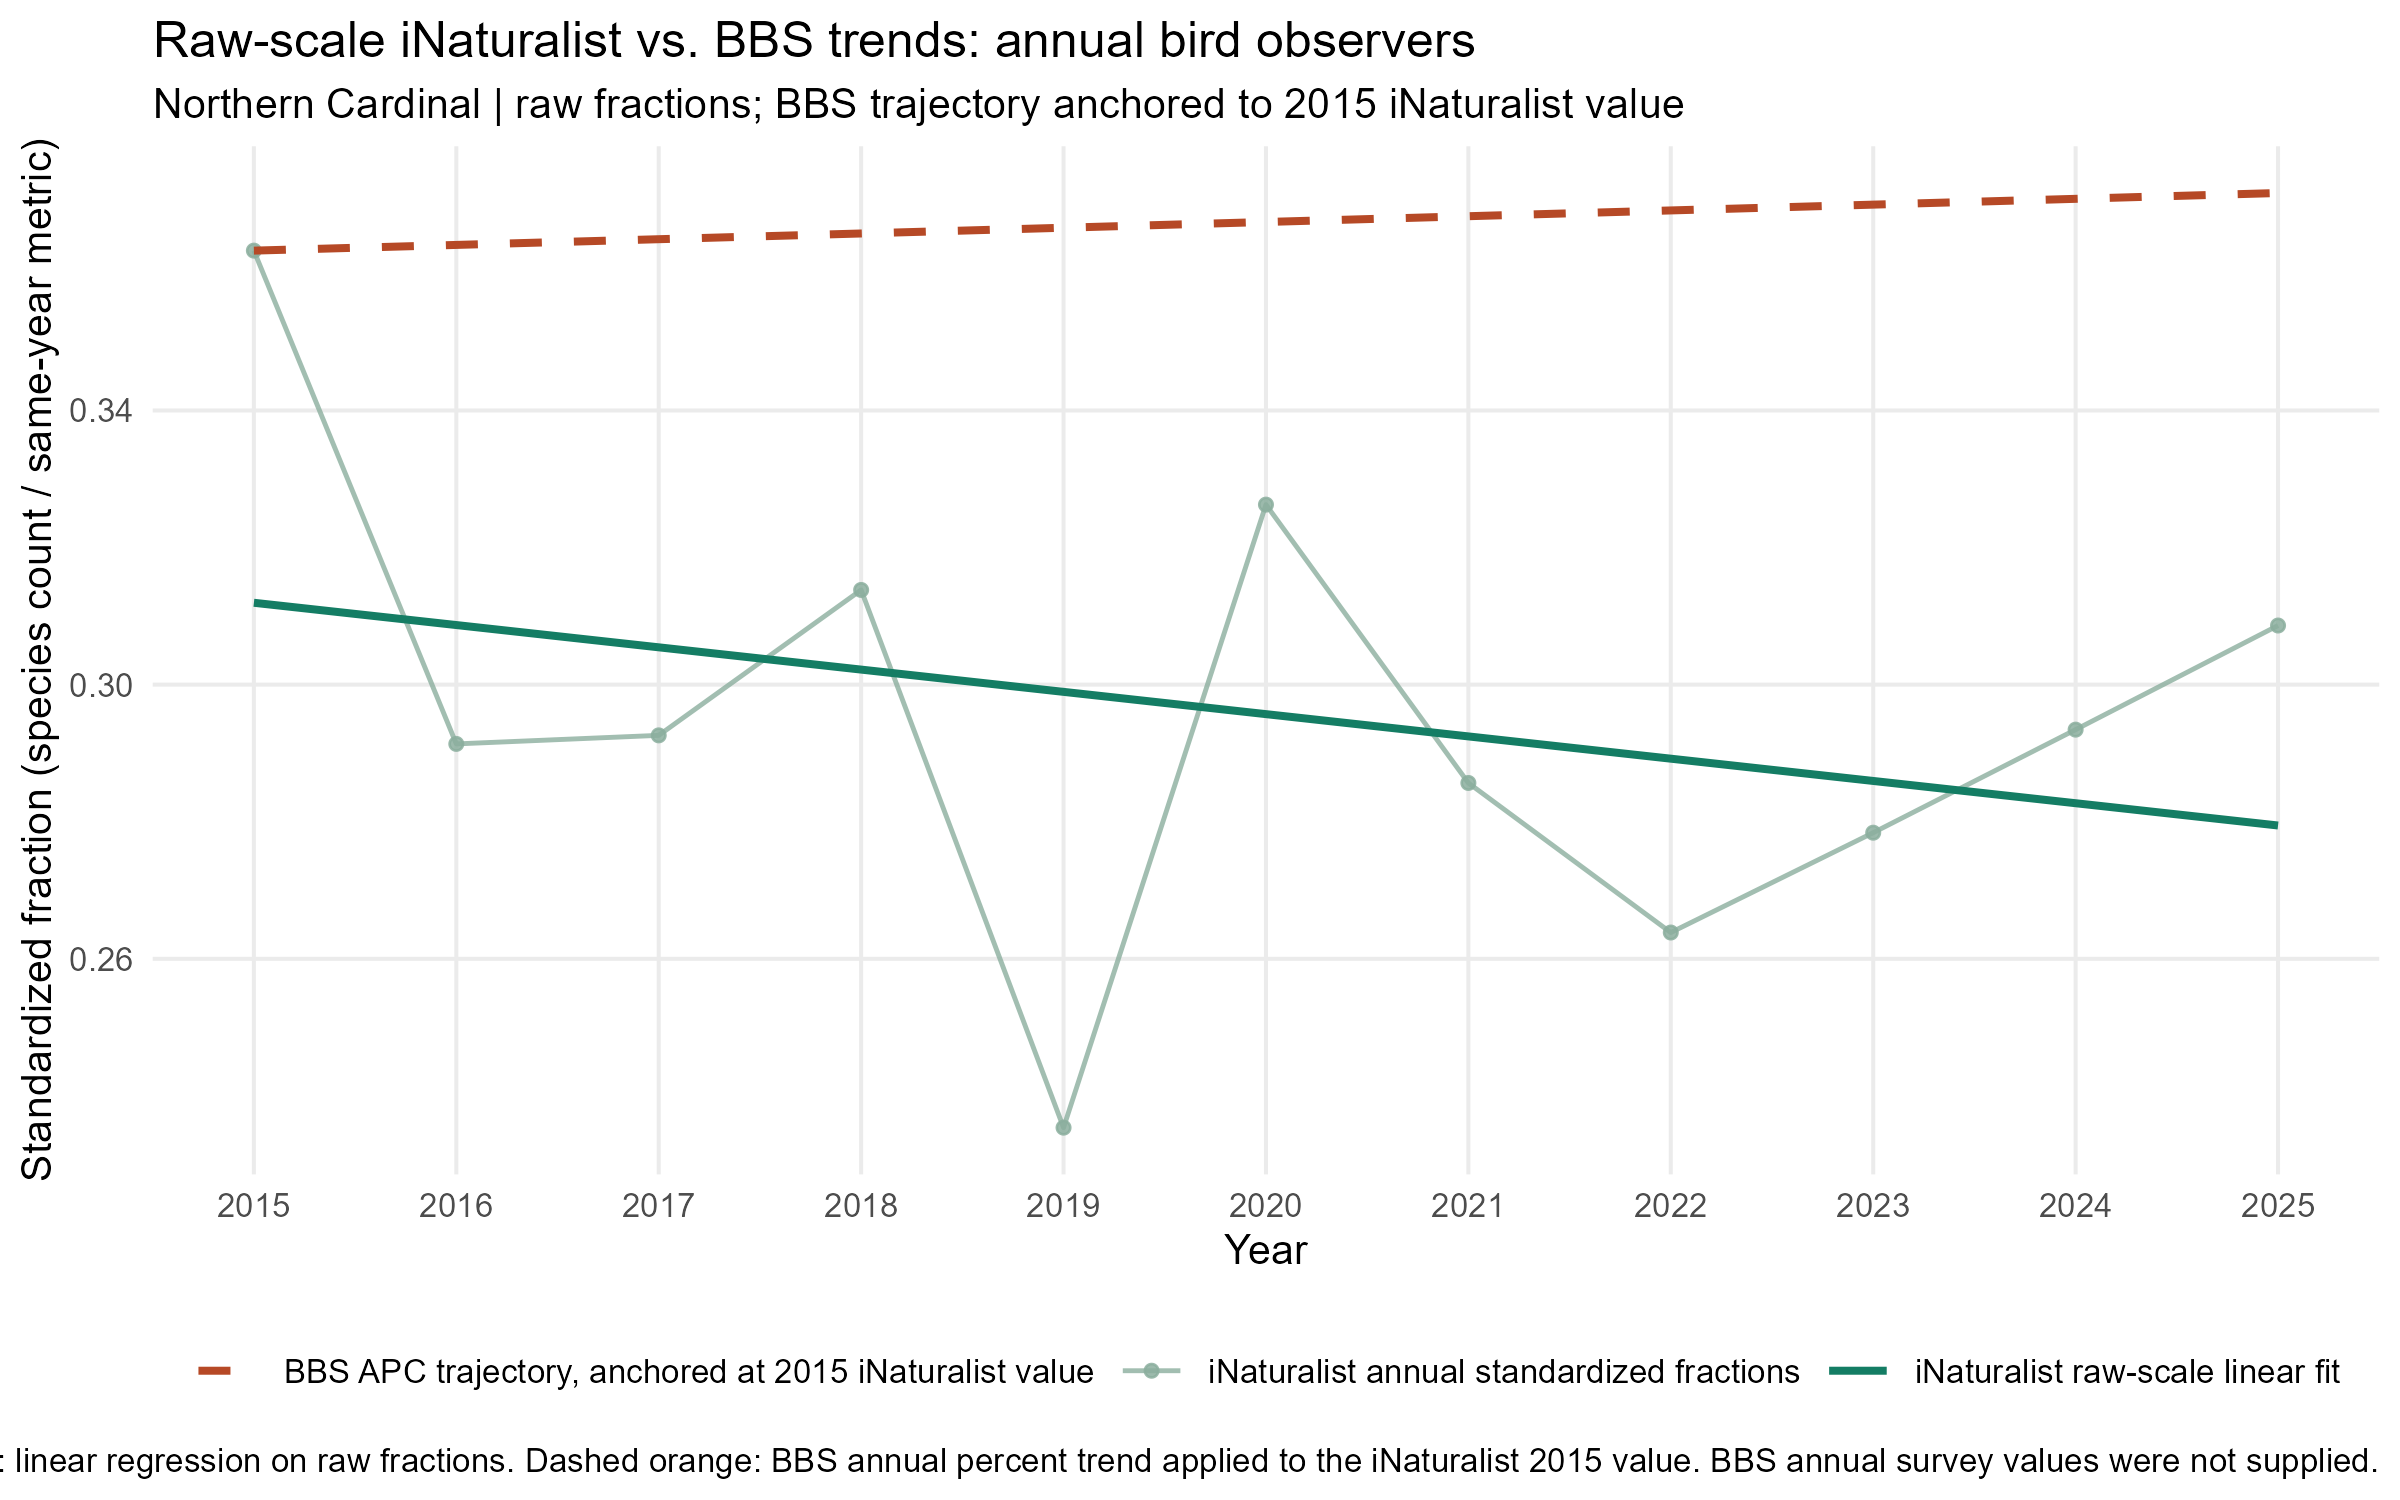 Raw-scale iNaturalist vs. BBS trends: annual bird observers
Northern Cardinal | raw fractions; BBS trajectory anchored to 2015 iNaturalist value
Standardized fraction (species count / same-year metric)
0.34
0.30
0.26
2015 2016 2017 2018 2019 2020 2021 2022 2023 2024 2025
Year
BBS APC trajectory, anchored at 2015 iNaturalist value iNaturalist annual standardized fractions iNaturalist raw-scale linear fit
: linear regression on raw fractions. Dashed orange: BBS annual percent trend applied to the iNaturalist 2015 value. BBS annual survey values were not supplied.